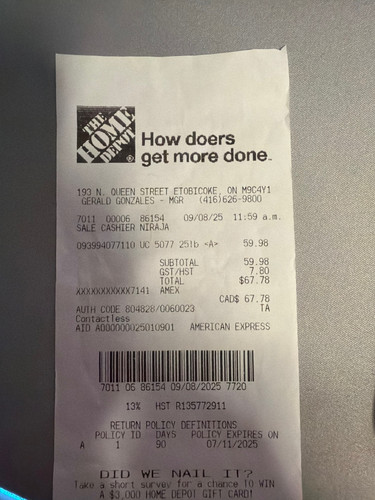 THE
HOME
DEPOT
How doers
get more done™
193 N. QUEEN STREET ETOBICOKE, ON M9C4Y1
GERALD GONZALES - MGR (416)626-9800
7011 00006 86154 09/08/25 11:59 a.m.
SALE CASHIER NIRAJA
093994077110 UC 5077 25lb <A> 59.98
SUBTOTAL 59.98
GST/HST 7.80
TOTAL $67.78
XXXXXXXXXXX7141 AMEX
CAD$ 67.78
AUTH CODE 804828/0060023 TA
Contactless
AID A000000025010901 AMERICAN EXPRESS
7011 06 86154 09/08/2025 7720
13% HST R135772911
RETURN POLICY DEFINITIONS
POLICY ID DAYS POLICY EXPIRES ON
A 1 90 07/11/2025
DID WE NAIL IT?
Take a short survey for a chance TO WIN
A $3,000 HOME DEPOT GIFT CARD!